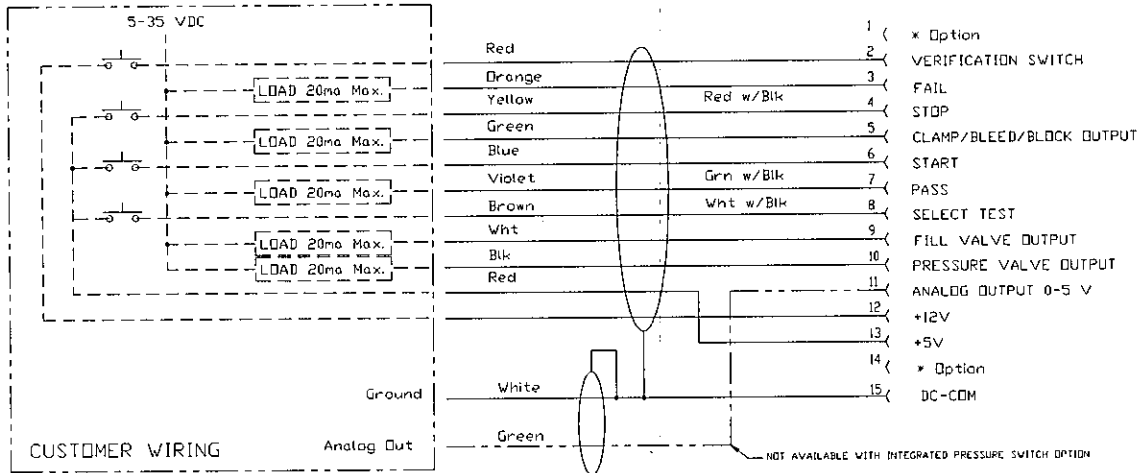 5-35 VDC
LOAD 20ma Max.
LOAD 20ma Max.
LOAD 20ma Max.
LOAD 20ma Max.
LOAD 20ma Max.
Ground
Analog Out
CUSTOMER WIRING
Red
Orange
Yellow Red w/Blk
Green
Blue
Violet Grn w/Blk
Brown Wht w/Blk
Wht
Blk
Red
White
Green
1 * Option
2 VERIFICATION SWITCH
3 FAIL
4 STOP
5 CLAMP/BLEED/BLOCK OUTPUT
6 START
7 PASS
8 SELECT TEST
9 FILL VALVE OUTPUT
10 PRESSURE VALVE OUTPUT
11 ANALOG OUTPUT 0-5 V
12 +12V
13 +5V
14 * Option
15 DC-COM
NOT AVAILABLE WITH INTEGRATED PRESSURE SWITCH OPTION